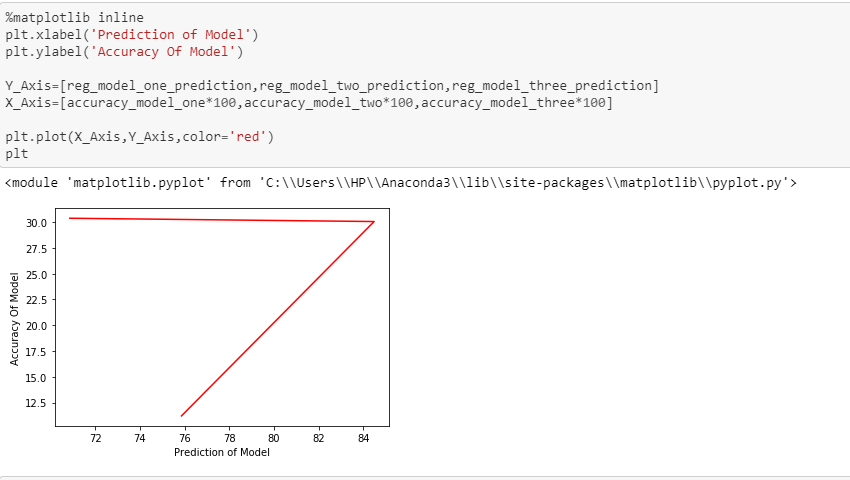 %matplotlib inline
plt.xlabel('Prediction of Model')
plt.ylabel('Accuracy Of Model')
Y_Axis=[reg_model_one_prediction,reg_model_two_prediction,reg_model_three_prediction]
X_Axis=[accuracy_model_one*100,accuracy_model_two*100,accuracy_model_three*100]
plt.plot(X_Axis,Y_Axis,color='red')
plt
<module 'matplotlib.pyplot' from 'C:\\Users\\HP\\Anaconda3\\lib\\site-packages\\matplotlib\\pyplot.py'>
Accuracy Of Model
30.0
27.5
25.0
22.5
20.0
17.5
15.0
12.5
72 74 76 78 80 82 84
Prediction of Model